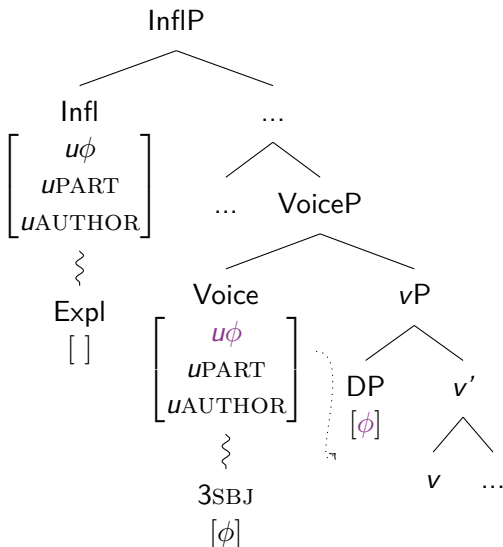 InflP
Infl ...
uϕ
uPART
uAUTHOR
... VoiceP
Expl
[ ]
Voice vP
uϕ
uPART
uAUTHOR
DP v'
[ϕ]
v ...
3SBJ
[ϕ]